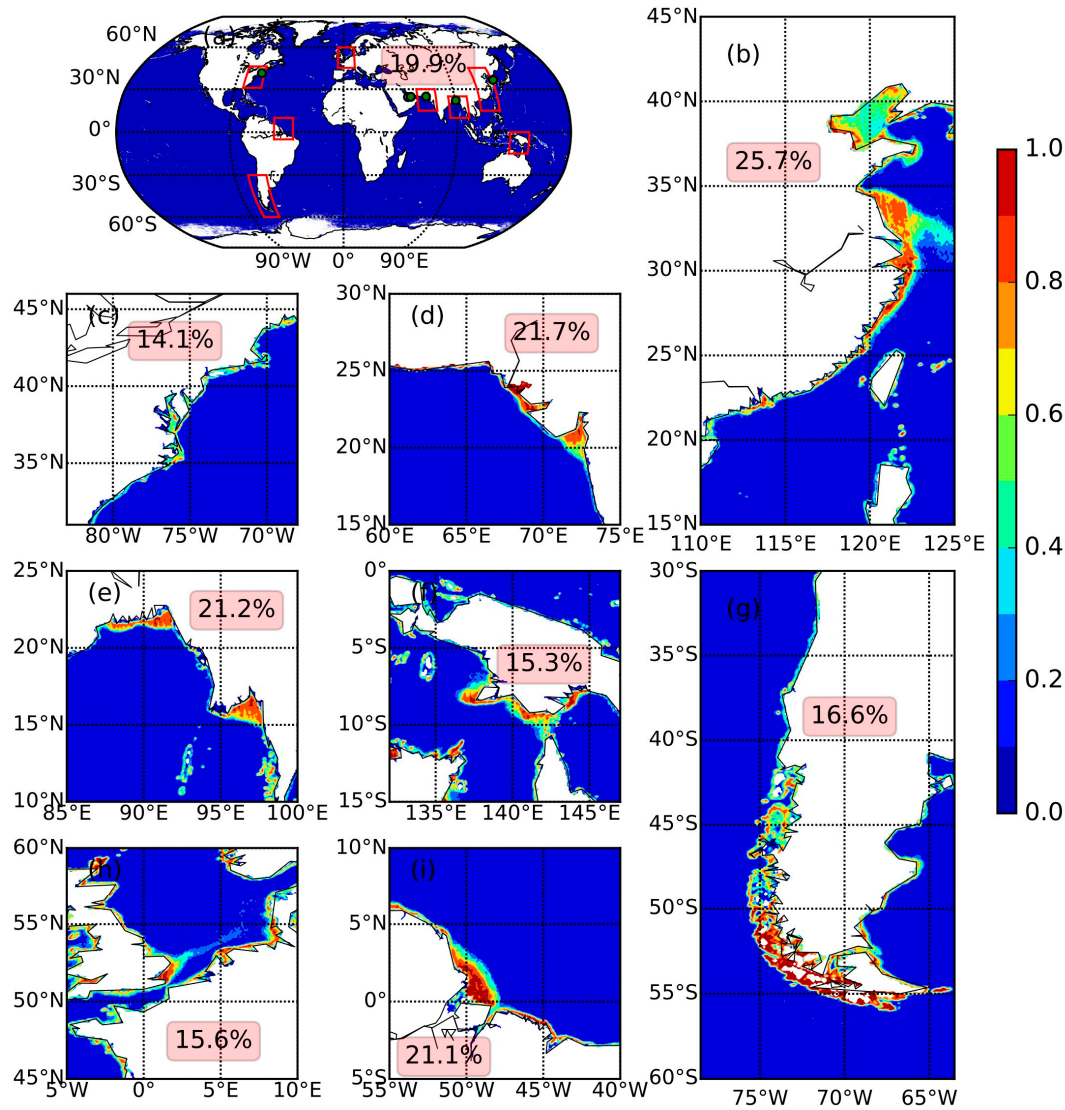 (a)
60°N
30°N
0°
30°S
60°S
90°W 0° 90°E
19.9%
(b)
45°N
40°N
35°N
30°N
25°N
20°N
15°N
110°E 115°E 120°E 125°E
25.7%
1.0
0.8
0.6
0.4
0.2
0.0
(c)
45°N
40°N
35°N
80°W 75°W 70°W
14.1%
(d)
30°N
25°N
20°N
15°N
60°E 65°E 70°E 75°E
21.7%
(e)
25°N
20°N
15°N
10°N
85°E 90°E 95°E 100°E
21.2%
(f)
0°
5°S
10°S
15°S
135°E 140°E 145°E
15.3%
(g)
30°S
35°S
40°S
45°S
50°S
55°S
60°S
75°W 70°W 65°W
16.6%
(h)
60°N
55°N
50°N
45°N
5°W 0° 5°E 10°E
15.6%
(i)
10°N
5°N
0°
5°S
55°W 50°W 45°W 40°W
21.1%